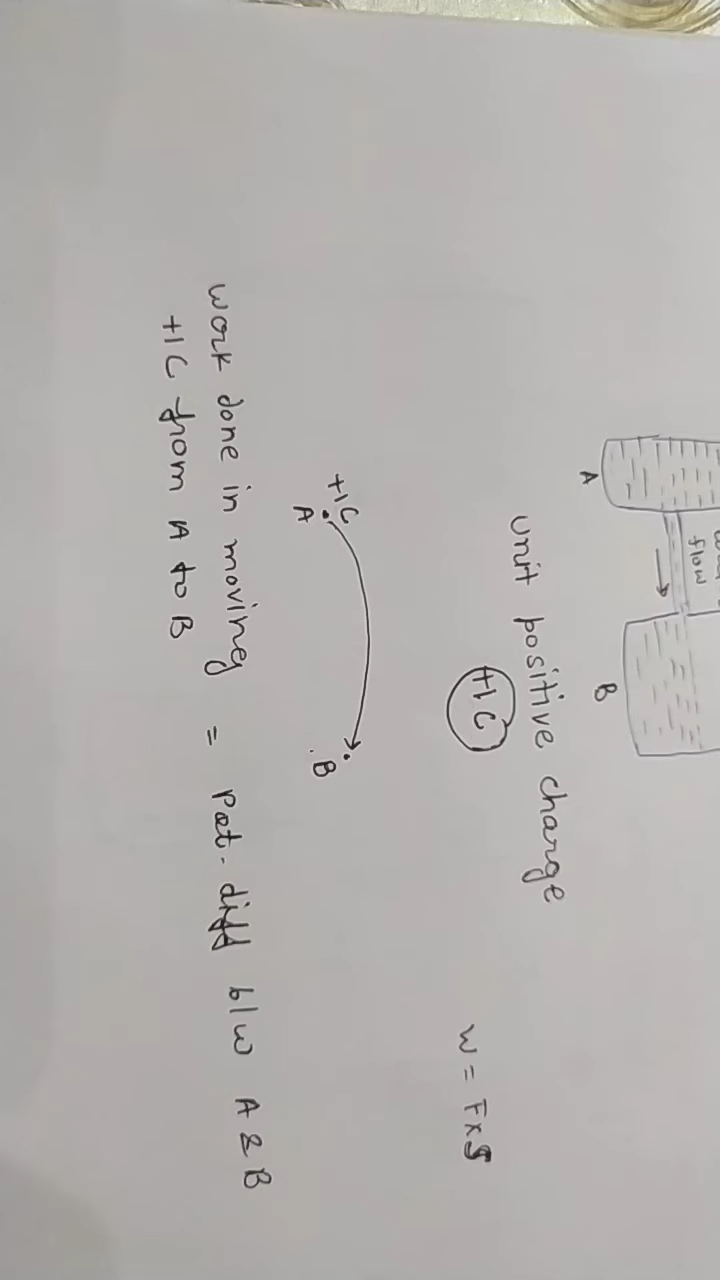 flow
A
B
unit positive charge
+1C
W = F x S
+1C
A
B
work done in moving = Pot. diff b/w A & B
+1C from A to B